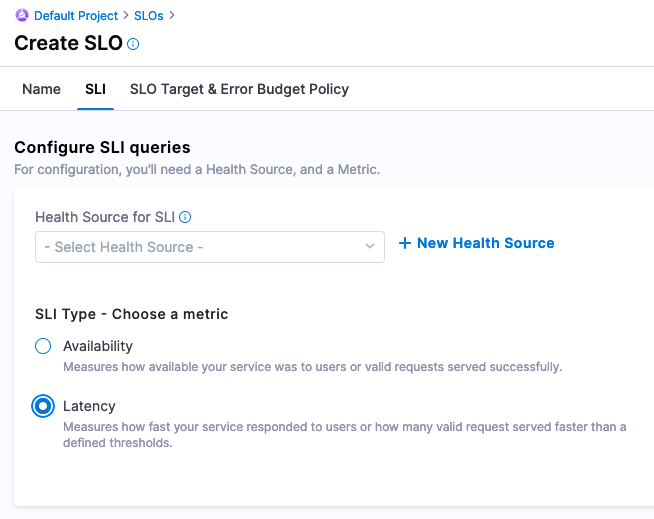 Default Project > SLOs >
Create SLO
Name SLI SLO Target & Error Budget Policy
Configure SLI queries
For configuration, you'll need a Health Source, and a Metric.
Health Source for SLI
- Select Health Source -
+ New Health Source
SLI Type - Choose a metric
Availability
Measures how available your service was to users or valid requests served successfully.
Latency
Measures how fast your service responded to users or how many valid request served faster than a
defined thresholds.